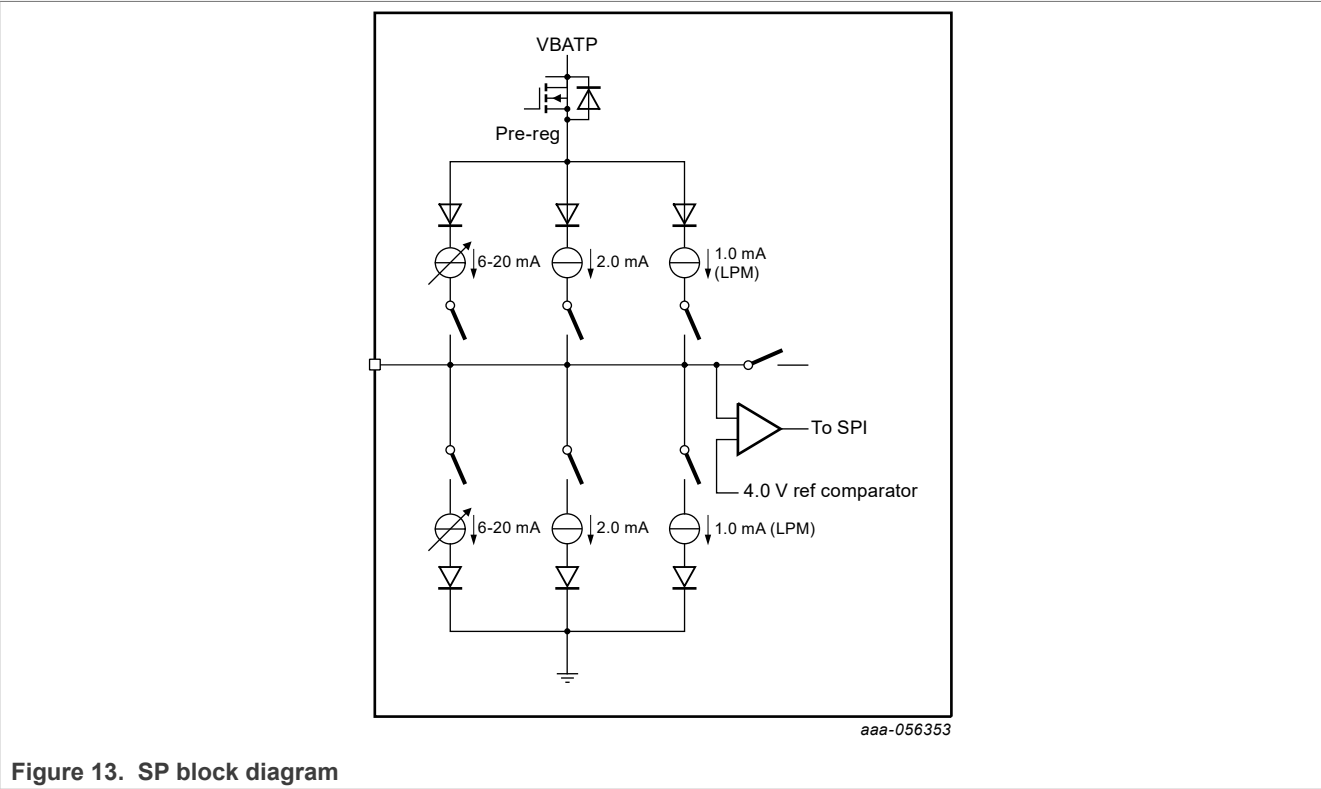 VBATP
Pre-reg
6-20 mA
2.0 mA
1.0 mA
(LPM)
To SPI
4.0 V ref comparator
6-20 mA
2.0 mA
1.0 mA (LPM)
aaa-056353
Figure 13. SP block diagram